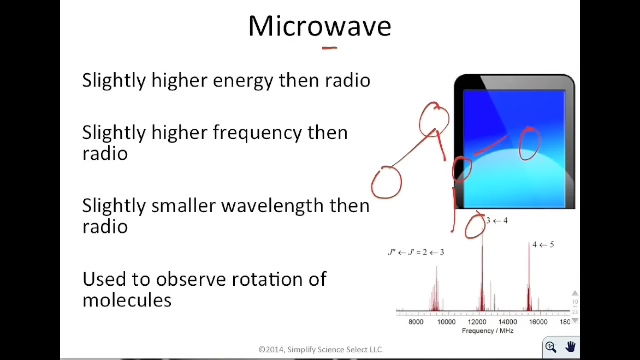 Microwave
Slightly higher energy then radio
Slightly higher frequency then
radio
Slightly smaller wavelength then
radio
Used to observe rotation of
molecules
3 ← 4
J" ← J' = 2 ← 3
4 ← 5
8000 10000 12000 14000 16000
Frequency / MHz
©2014, Simplify Science Select LLC